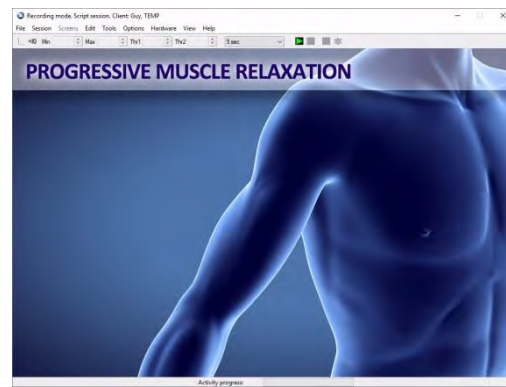 Recording mode. Script session. Client: Guy, TEMP
File Session Screens Edit Tools Options Hardware View Help
Min Max Thr1 Thr2 5 sec
PROGRESSIVE MUSCLE RELAXATION
Activity progress